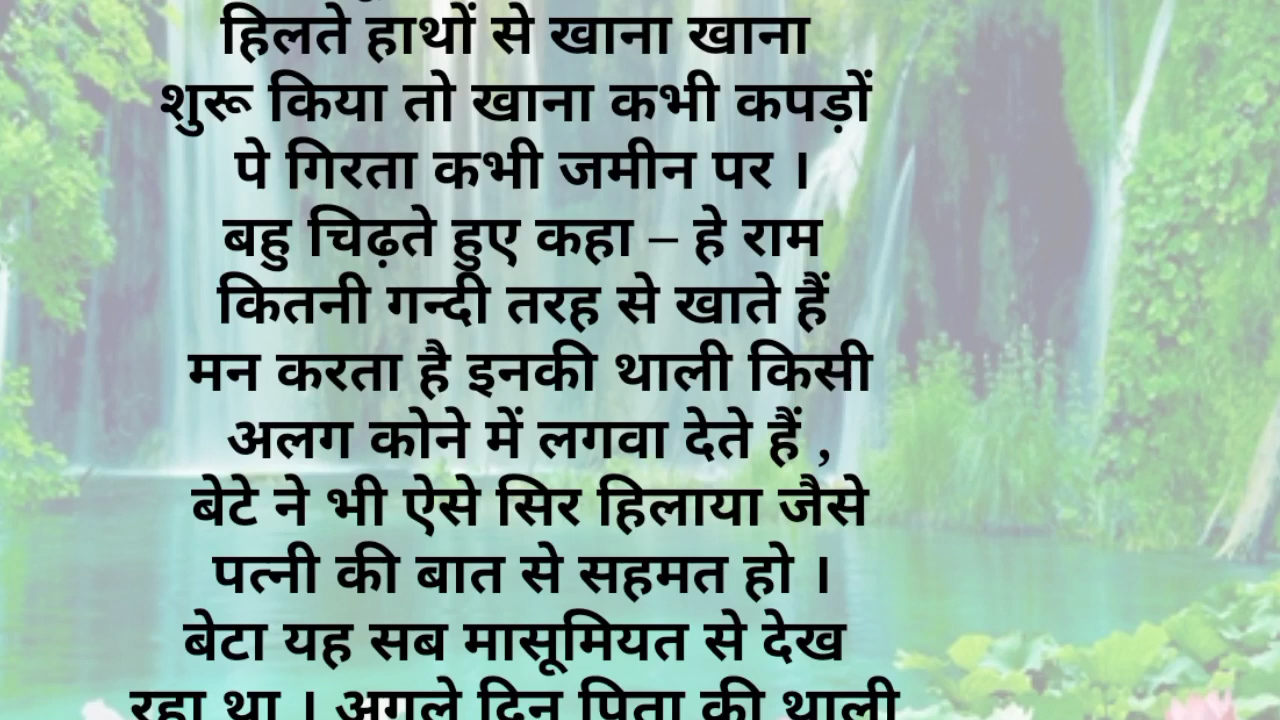 हिलते हाथों से खाना खाना
शुरू किया तो खाना कभी कपड़ों
पे गिरता कभी जमीन पर ।
बहु चिढ़ते हुए कहा – हे राम
कितनी गन्दी तरह से खाते हैं
मन करता है इनकी थाली किसी
अलग कोने में लगवा देते हैं ,
बेटे ने भी ऐसे सिर हिलाया जैसे
पत्नी की बात से सहमत हो ।
बेटा यह सब मासूमियत से देख
रहा था । अगले दिन पिता की थाली